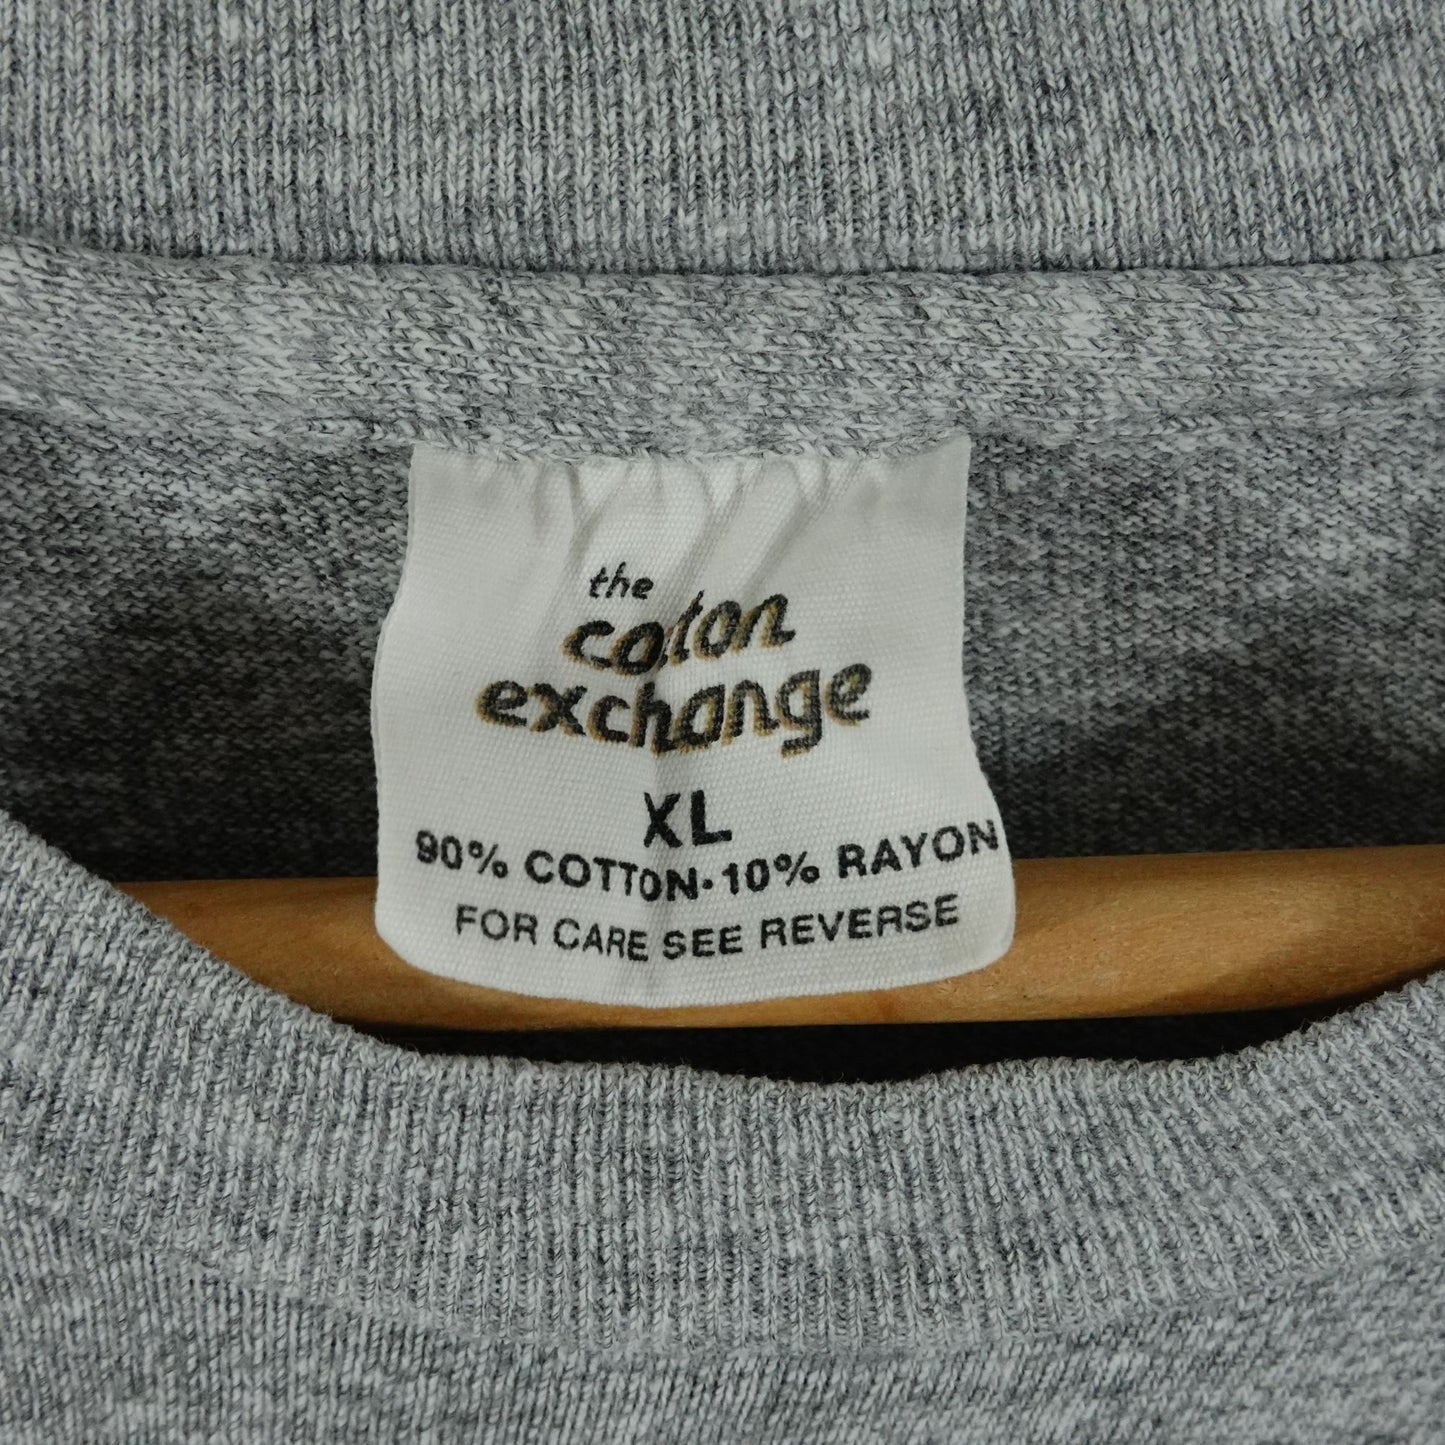 the
cotton
exchange
XL
90% COTTON·10% RAYON
FOR CARE SEE REVERSE